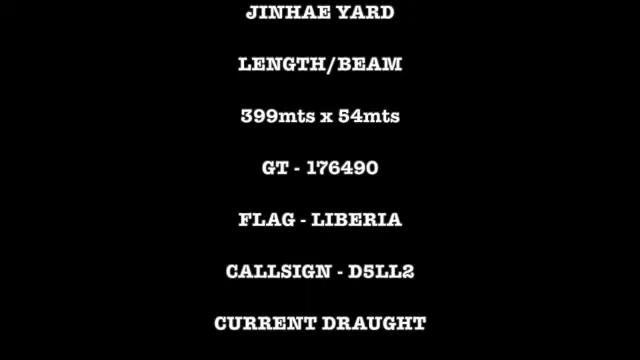 JINHAE YARD
LENGTH/BEAM
399mts x 54mts
GT - 176490
FLAG - LIBERIA
CALLSIGN - D5LL2
CURRENT DRAUGHT